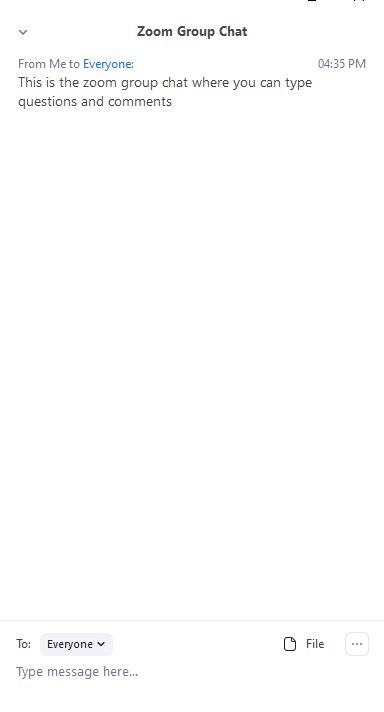 Zoom Group Chat
From Me to Everyone: 04:35 PM
This is the zoom group chat where you can type
questions and comments
To: Everyone File
Type message here...